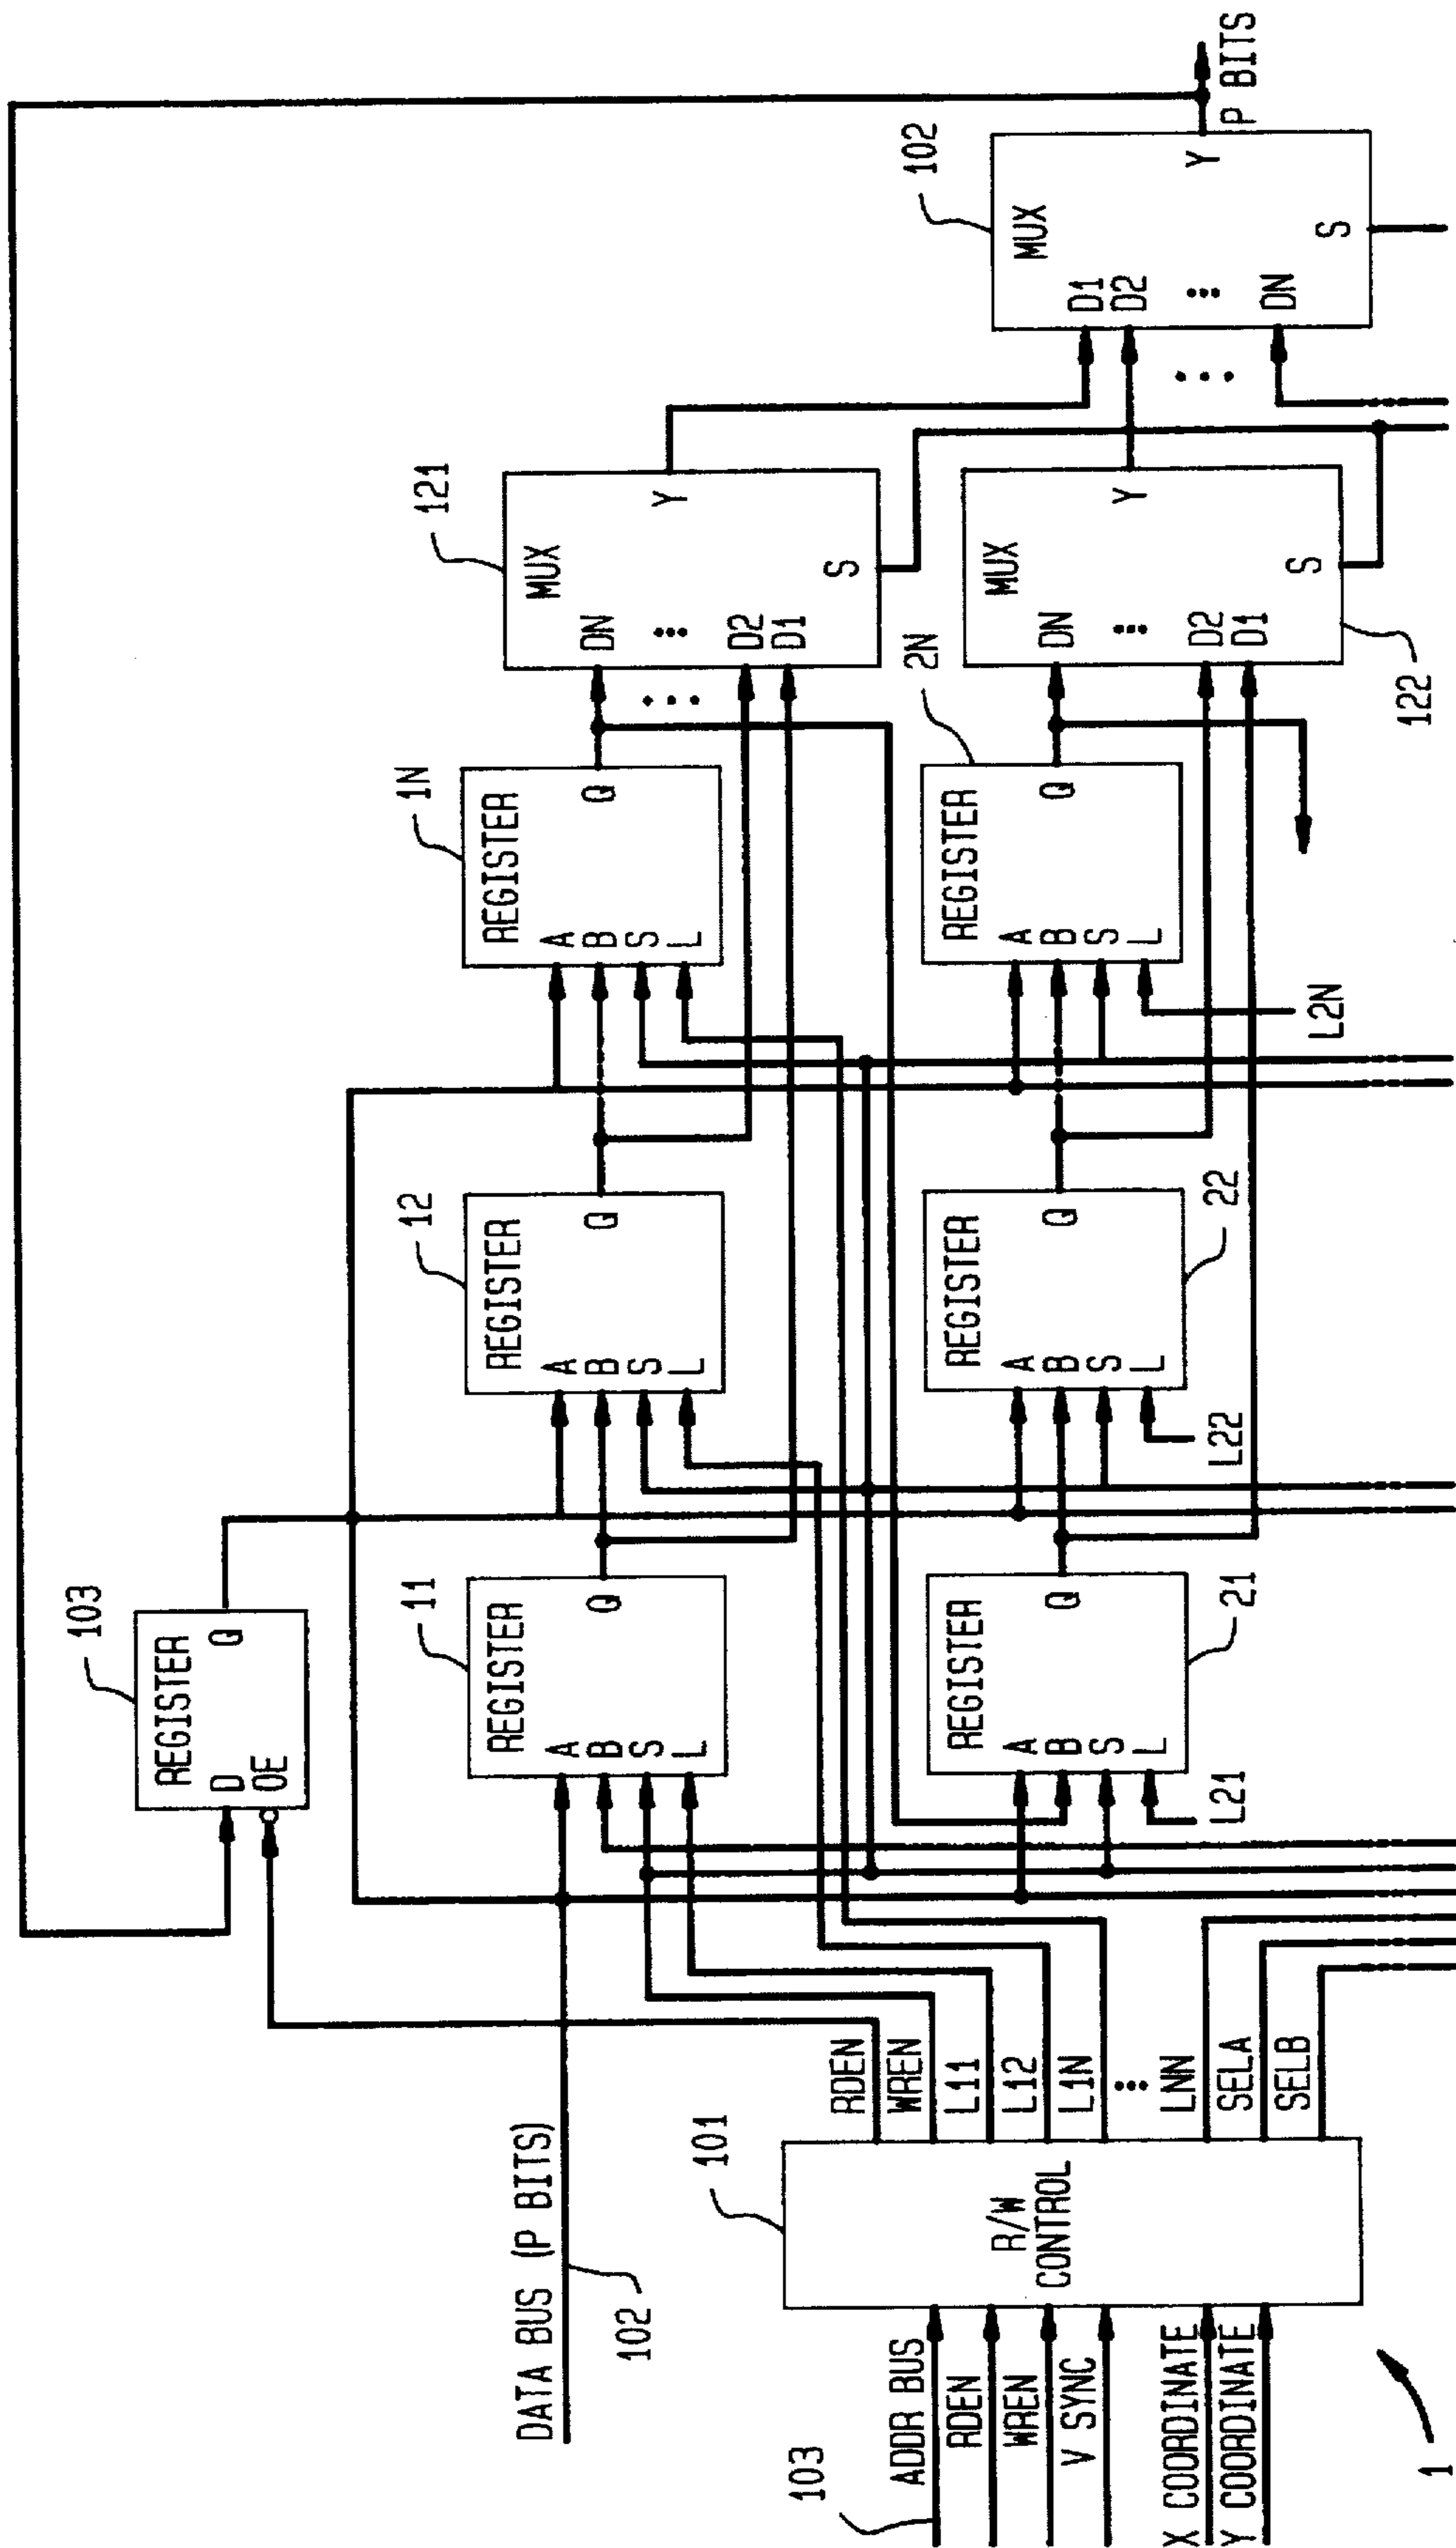 103
REGISTER
D
Q
OE
11
REGISTER
A
B
S
L
Q
12
REGISTER
A
B
S
L
Q
1N
REGISTER
A
B
S
L
Q
121
MUX
DN
⋮
D2
D1
Y
S
DATA BUS (P BITS)
102
101
R/W
CONTROL
103
ADDR BUS
RDEN
WREN
V SYNC
X COORDINATE
Y COORDINATE
RDEN
WREN
L11
L12
L1N
⋮
LNN
SELA
SELB
21
REGISTER
A
B
S
L
Q
L21
22
REGISTER
A
B
S
L
Q
L22
2N
REGISTER
A
B
S
L
Q
L2N
122
MUX
DN
⋮
D2
D1
Y
S
102
MUX
D1
D2
⋮
DN
Y
S
P BITS
1